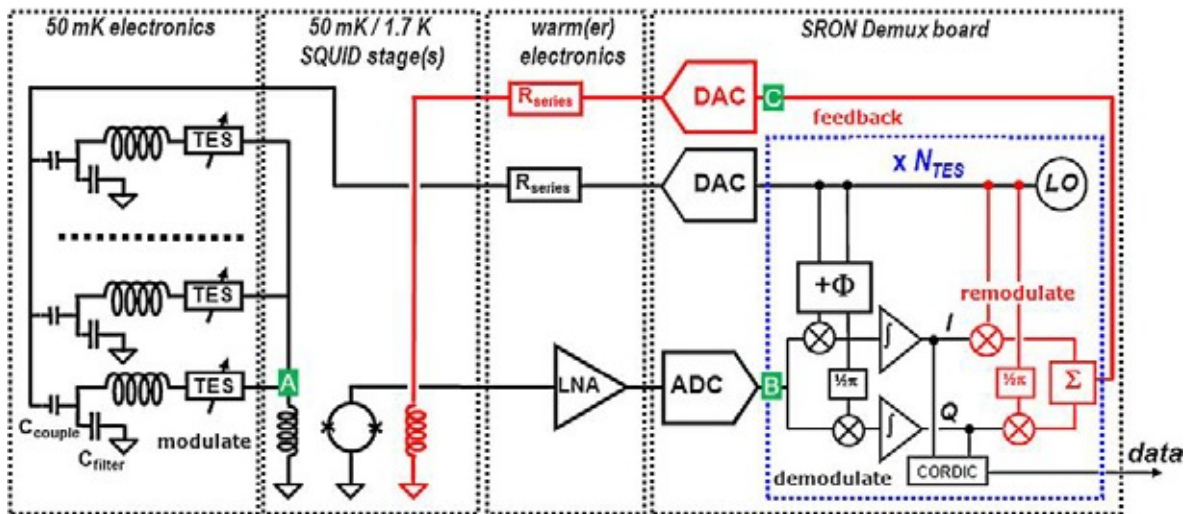 50 mK electronics
50 mK / 1.7 K
SQUID stage(s)
warm(er)
electronics
SRON Demux board
Rseries
DAC
C
feedback
TES
Rseries
DAC
x NTES
LO
+Φ
remodulate
TES
∫
I
½π
½π
Σ
TES
A
LNA
ADC
B
Q
∫
Ccouple
Cfilter
modulate
demodulate
CORDIC
data